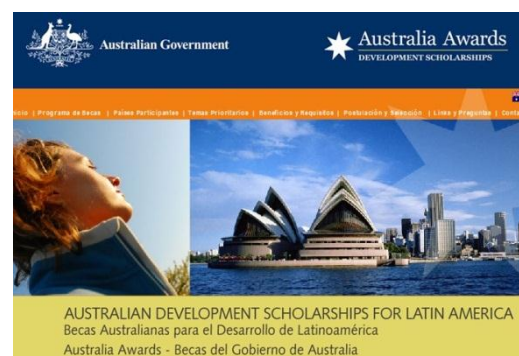 Australian Government
Australia Awards
DEVELOPMENT SCHOLARSHIPS
Programa de Becas | Países Participantes | Temas Prioritarios | Beneficios y Requisitos | Postulación y Selección | Links y Preguntas |
AUSTRALIAN DEVELOPMENT SCHOLARSHIPS FOR LATIN AMERICA
Becas Australianas para el Desarrollo de Latinoamérica
Australia Awards - Becas del Gobierno de Australia